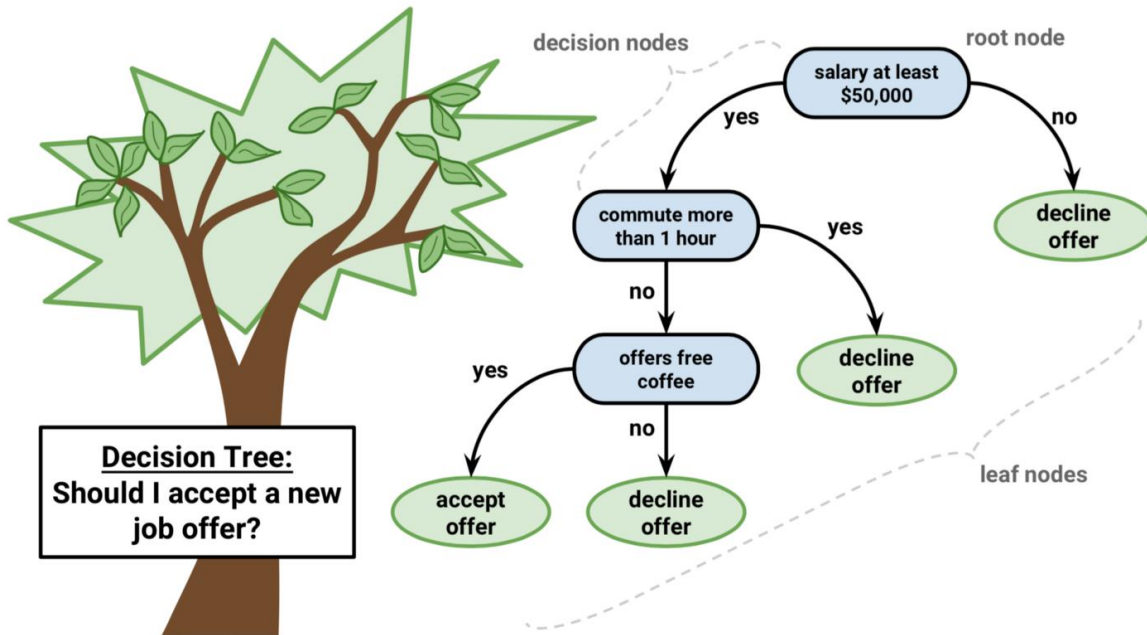 decision nodes
root node
salary at least
$50,000
yes
no
commute more
than 1 hour
decline
offer
yes
no
offers free
coffee
decline
offer
yes
no
Decision Tree:
Should I accept a new
job offer?
accept
offer
decline
offer
leaf nodes